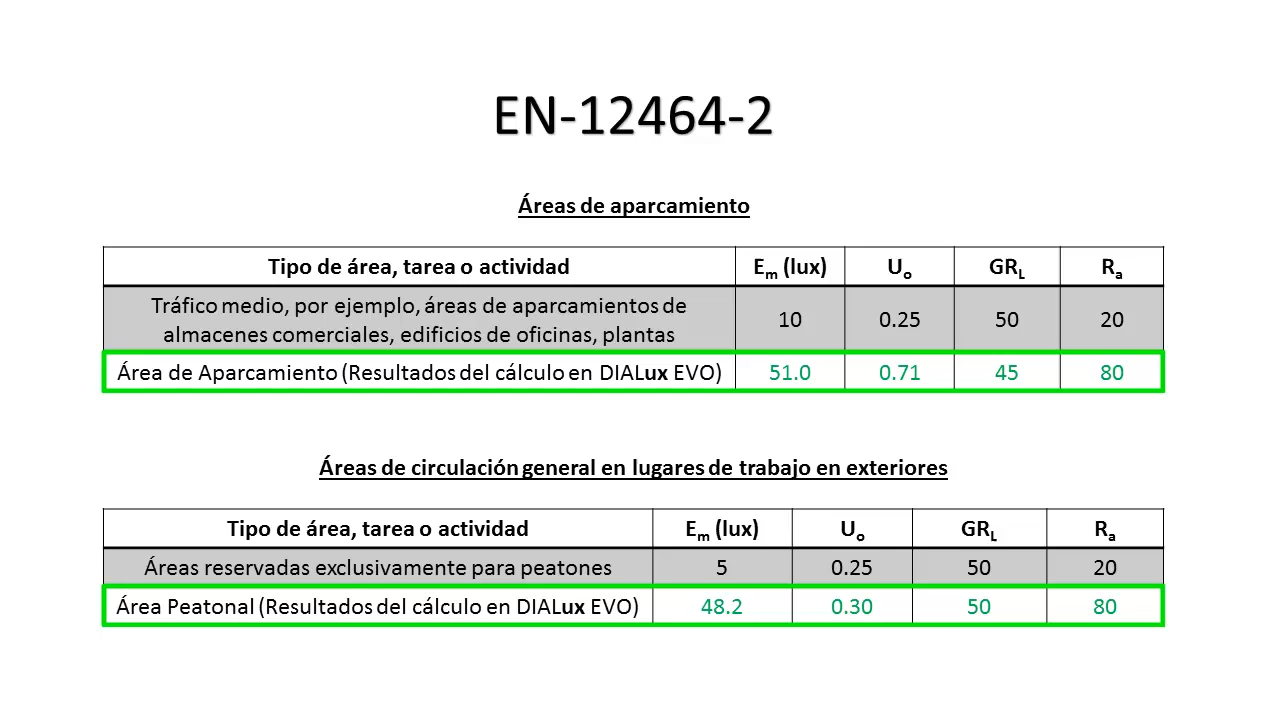 EN-12464-2
Áreas de aparcamiento
Tipo de área, tarea o actividad Em (lux) Uo GRL Ra
Tráfico medio, por ejemplo, áreas de aparcamientos de
almacenes comerciales, edificios de oficinas, plantas 10 0.25 50 20
Área de Aparcamiento (Resultados del cálculo en DIALux EVO) 51.0 0.71 45 80
Áreas de circulación general en lugares de trabajo en exteriores
Tipo de área, tarea o actividad Em (lux) Uo GRL Ra
Áreas reservadas exclusivamente para peatones 5 0.25 50 20
Área Peatonal (Resultados del cálculo en DIALux EVO) 48.2 0.30 50 80